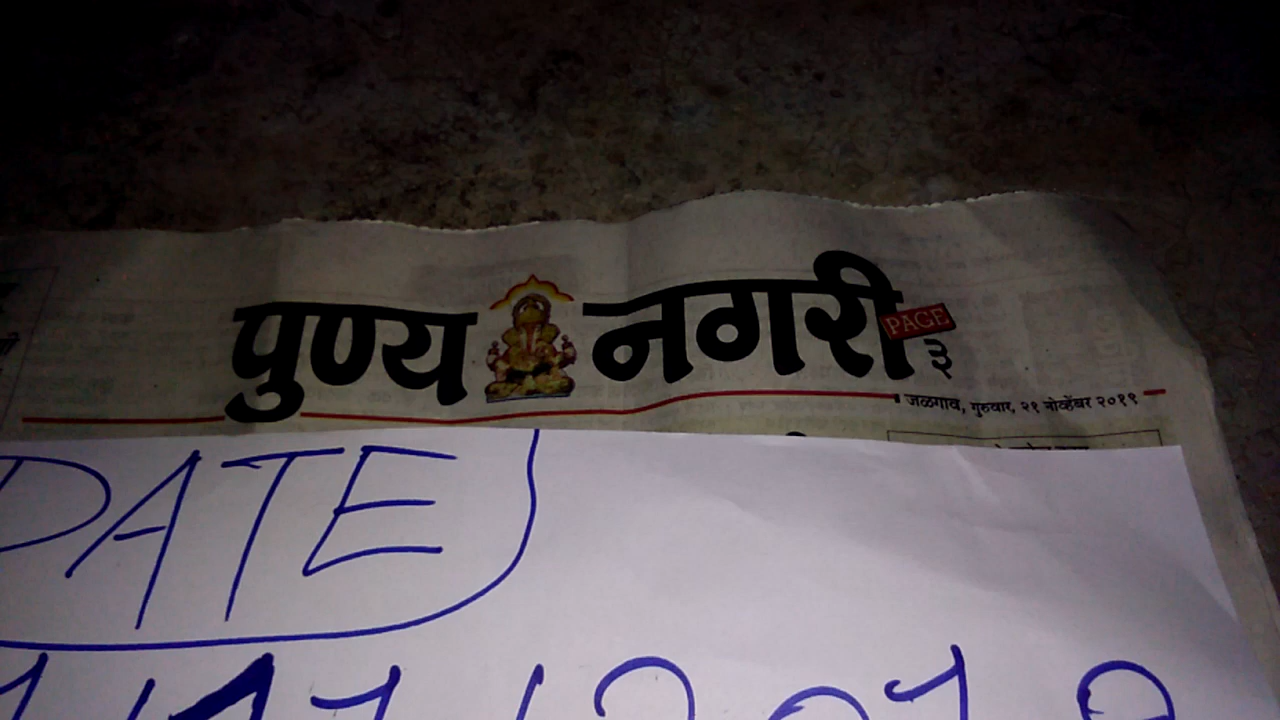 पुण्य नगरी
PAGE
३
जळगाव, गुरुवार, २१ नोव्हेंबर २०१९
DATE